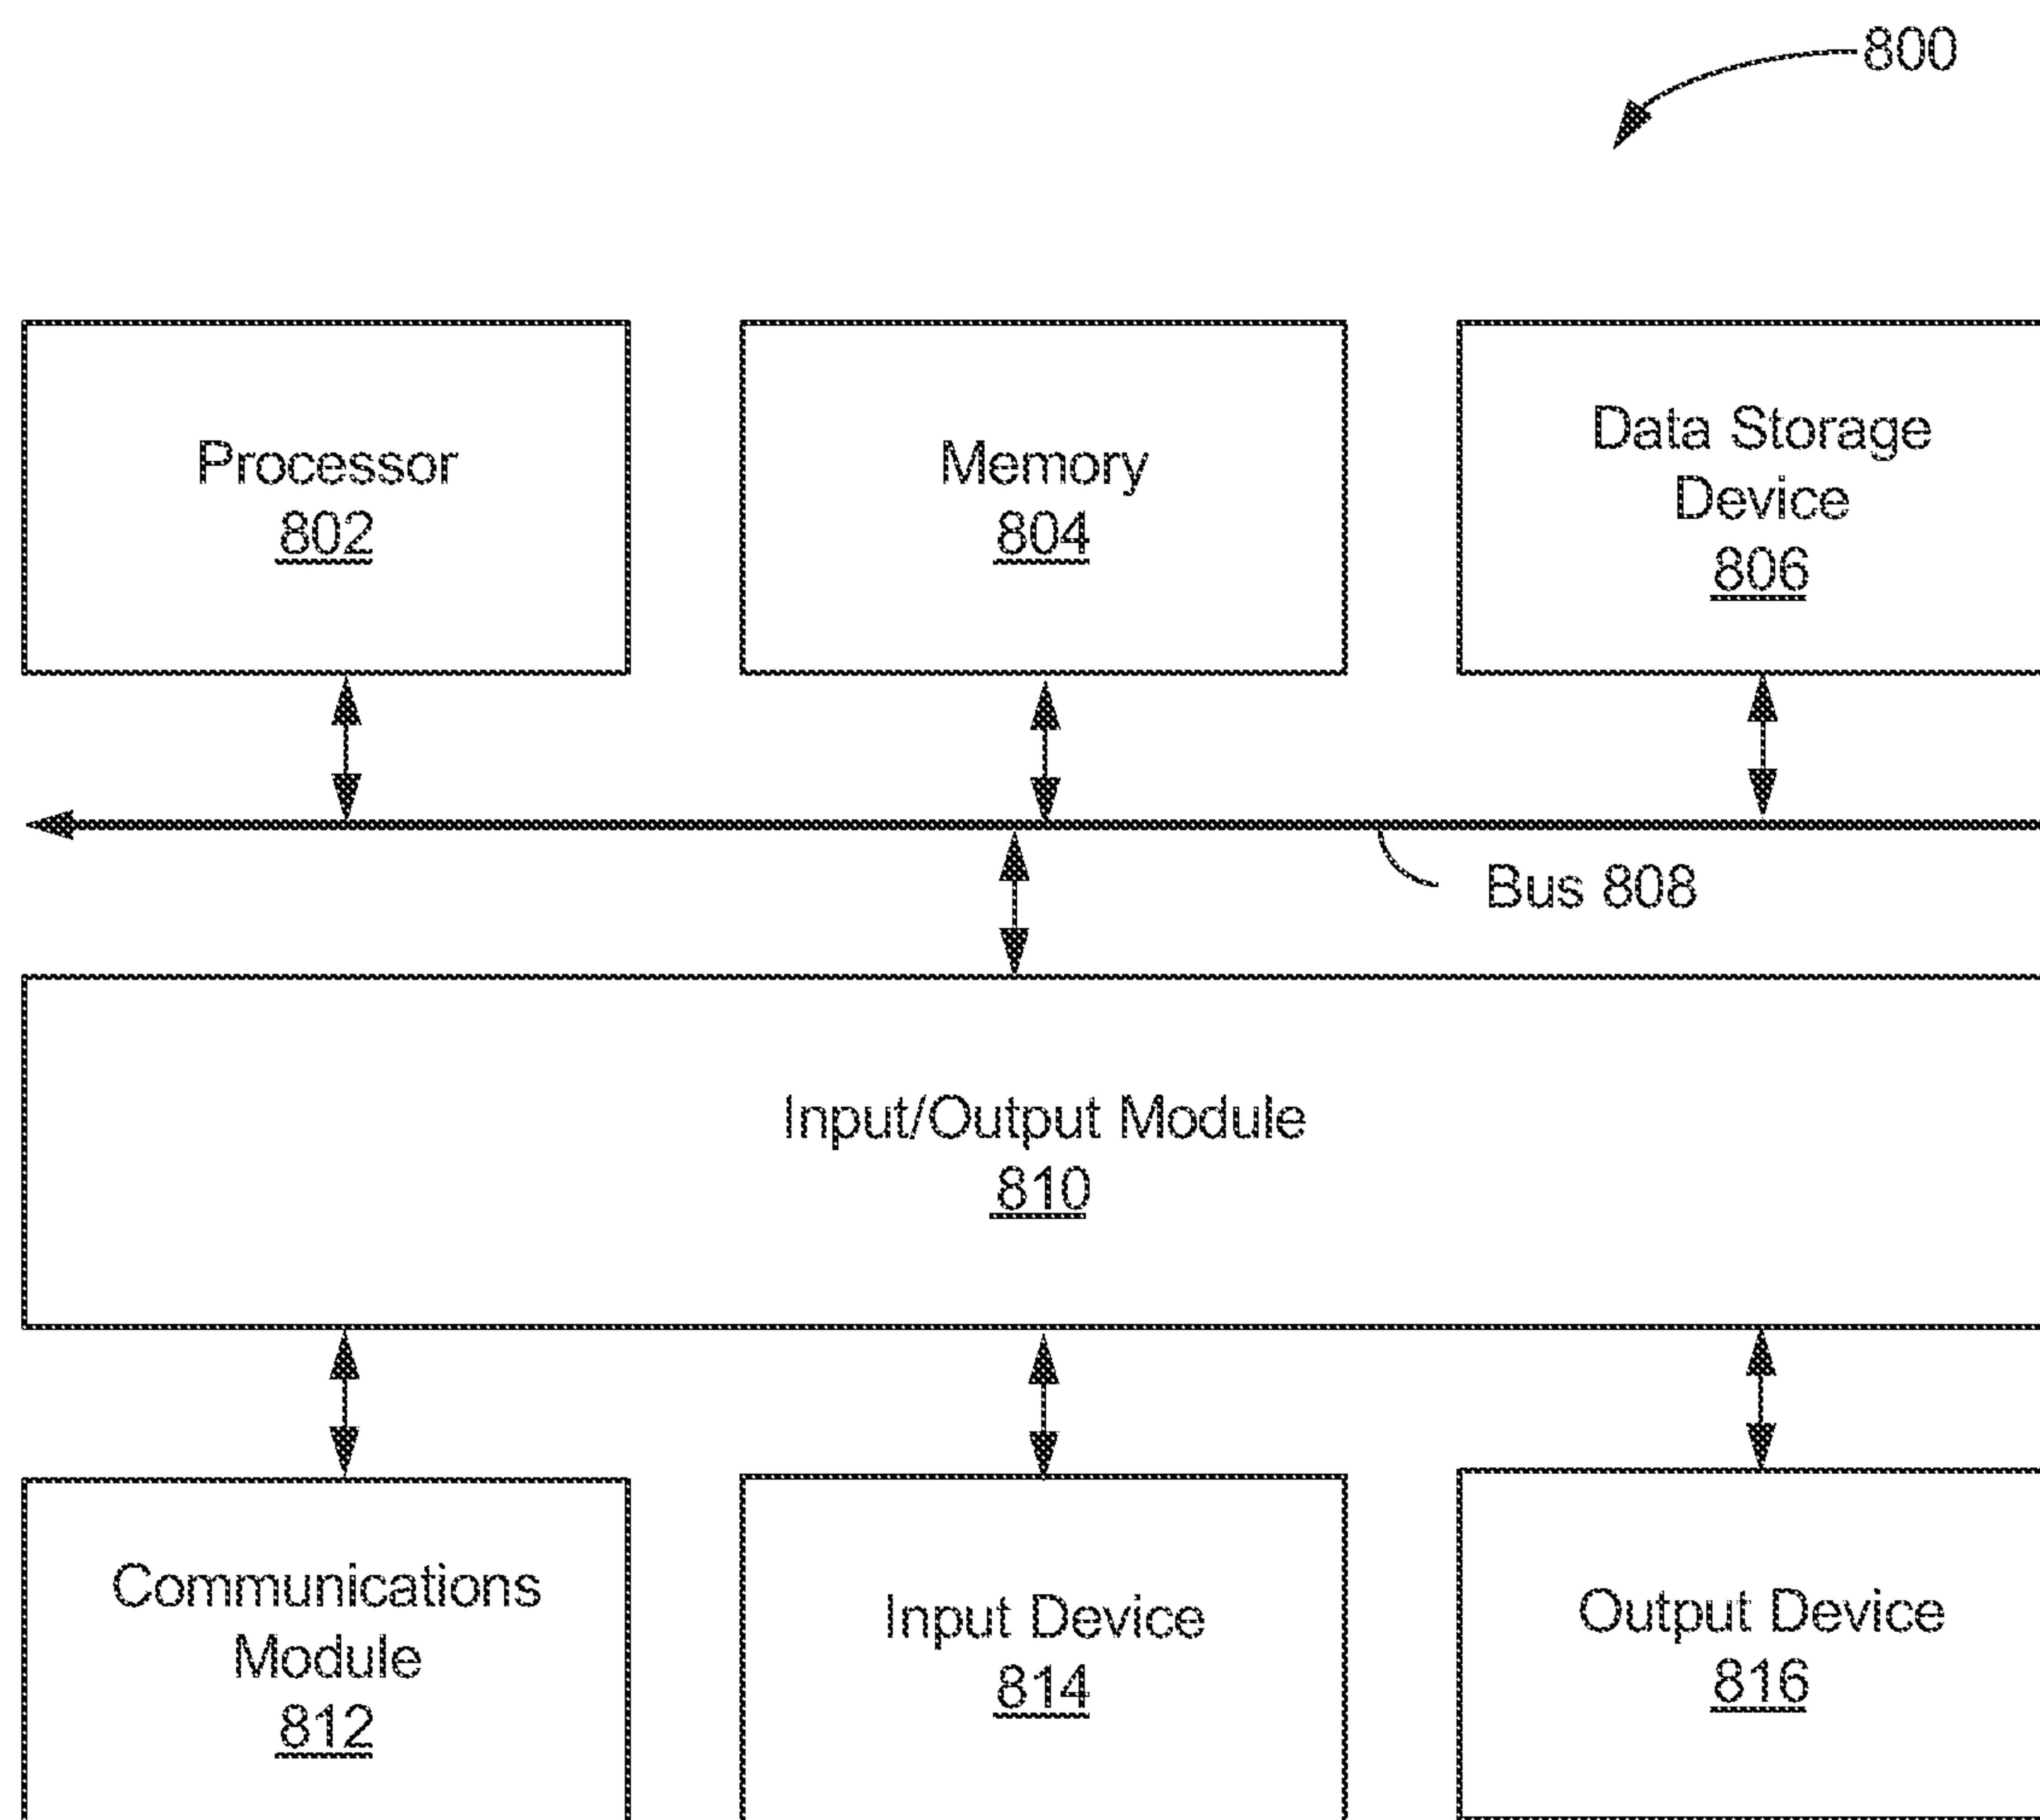 800
Processor
802
Memory
804
Data Storage
Device
806
Bus 808
Input/Output Module
810
Communications
Module
812
Input Device
814
Output Device
816